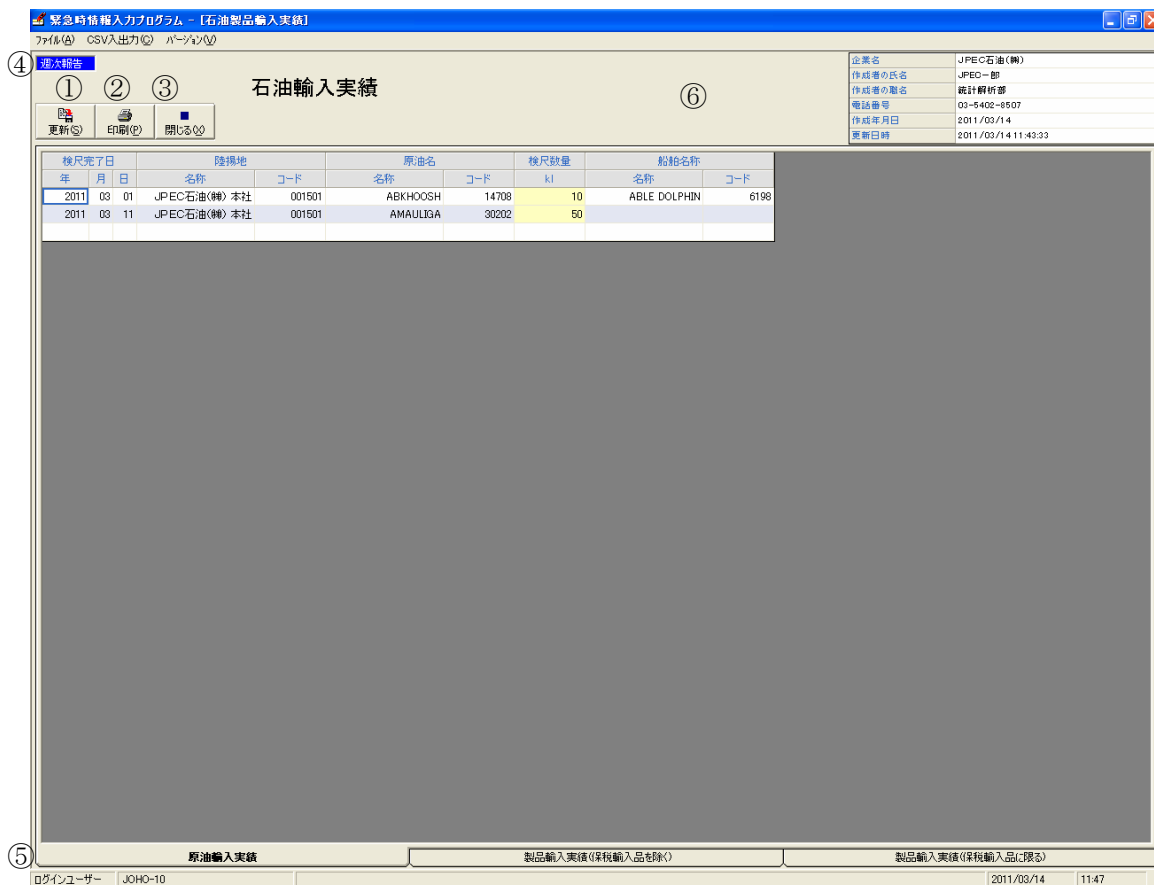 緊急時情報入力プログラム - [石油製品輸入実績]
ファイル(A) CSV入出力(C) バージョン(V)
④ 週次報告
① ② ③
石油輸入実績
⑥
更新(S) 印刷(P) 閉じる(X)
企業名 JPEC石油(㈱)
作成者の氏名 JPEC一郎
作成者の職名 統計解析部
電話番号 03-5402-8507
作成年月日 2011/03/14
更新日時 2011/03/14 11:43:33
検尺完了日 陸揚地 原油名 検尺数量 船舶名称
年 月 日 名称 コード 名称 コード kl 名称 コード
2011 03 01 JPEC石油(㈱) 本社 001501 ABKHOOSH 14708 10 ABLE DOLPHIN 6198
2011 03 11 JPEC石油(㈱) 本社 001501 AMAULIGA 30202 50
⑤ 原油輸入実績 製品輸入実績(保税輸入品を除く) 製品輸入実績(保税輸入品に限る)
ログインユーザー JOHO-10 2011/03/14 11:47